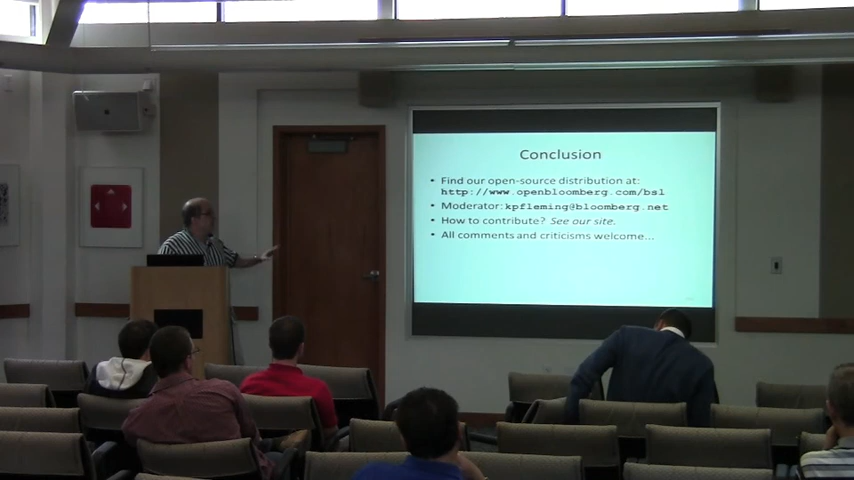 Conclusion
• Find our open-source distribution at:
http://www.openbloomberg.com/bsl
• Moderator: kpfleming@bloomberg.net
• How to contribute? See our site.
• All comments and criticisms welcome...